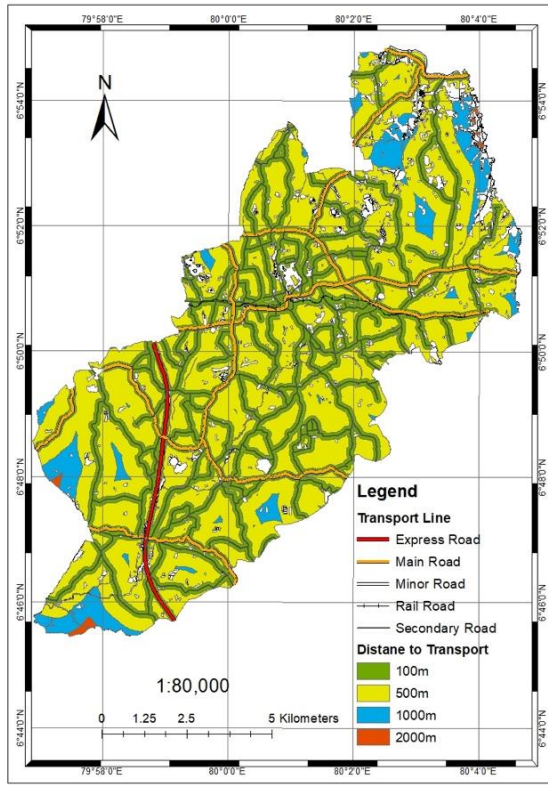 79°58'0"E 80°0'0"E 80°2'0"E 80°4'0"E
N
6°54'0"N 6°54'0"N
6°52'0"N 6°52'0"N
6°50'0"N 6°50'0"N
6°48'0"N 6°48'0"N
Legend
Transport Line
Express Road
Main Road
Minor Road
Rail Road
Secondary Road
Distane to Transport
100m
500m
1000m
2000m
6°46'0"N 6°46'0"N
1:80,000
0 1.25 2.5 5 Kilometers
6°44'0"N 6°44'0"N
79°58'0"E 80°0'0"E 80°2'0"E 80°4'0"E